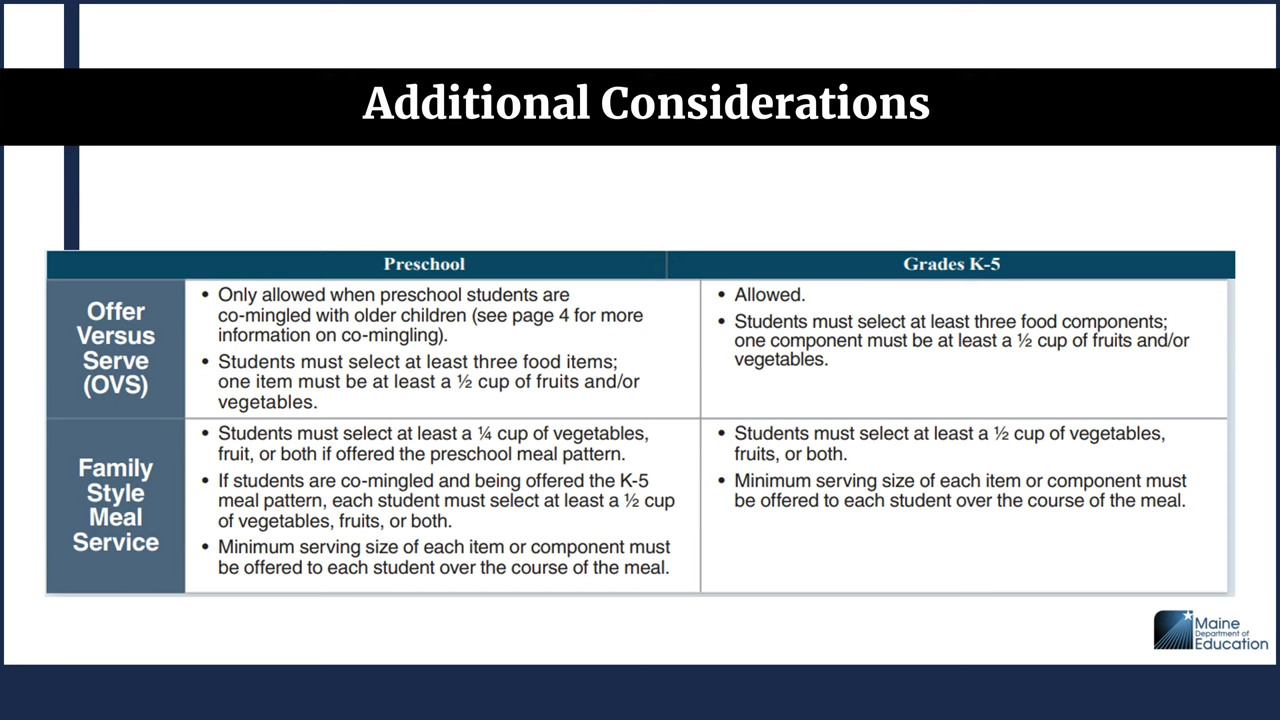 Additional Considerations
Preschool
Grades K-5
Offer
Versus
Serve
(OVS)
• Only allowed when preschool students are
co-mingled with older children (see page 4 for more
information on co-mingling).
• Students must select at least three food items;
one item must be at least a ½ cup of fruits and/or
vegetables.
• Allowed.
• Students must select at least three food components;
one component must be at least a ½ cup of fruits and/or
vegetables.
Family
Style
Meal
Service
• Students must select at least a ¼ cup of vegetables,
fruit, or both if offered the preschool meal pattern.
• If students are co-mingled and being offered the K-5
meal pattern, each student must select at least a ½ cup
of vegetables, fruits, or both.
• Minimum serving size of each item or component must
be offered to each student over the course of the meal.
• Students must select at least a ½ cup of vegetables,
fruits, or both.
• Minimum serving size of each item or component must
be offered to each student over the course of the meal.
Maine
Department of
Education